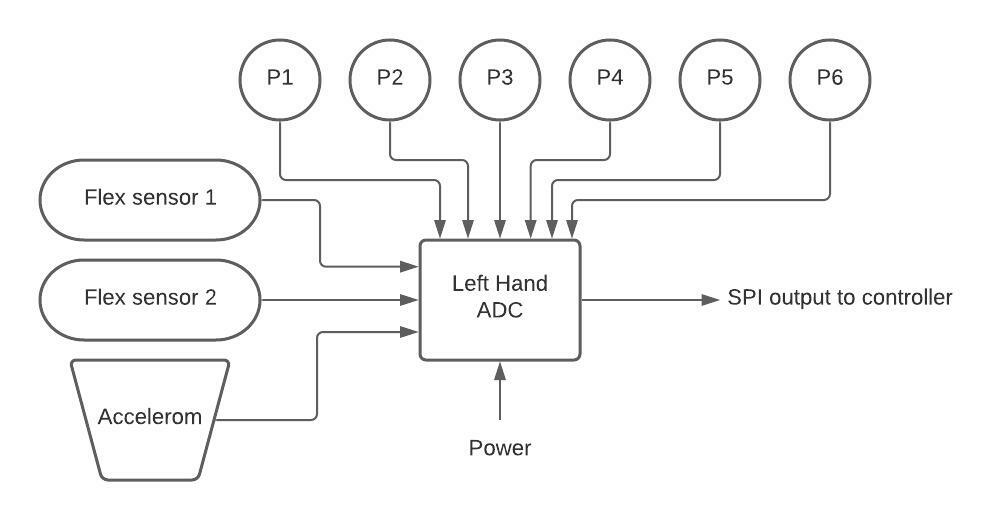 P1
P2
P3
P4
P5
P6
Flex sensor 1
Flex sensor 2
Accelerom
Left Hand
ADC
SPI output to controller
Power